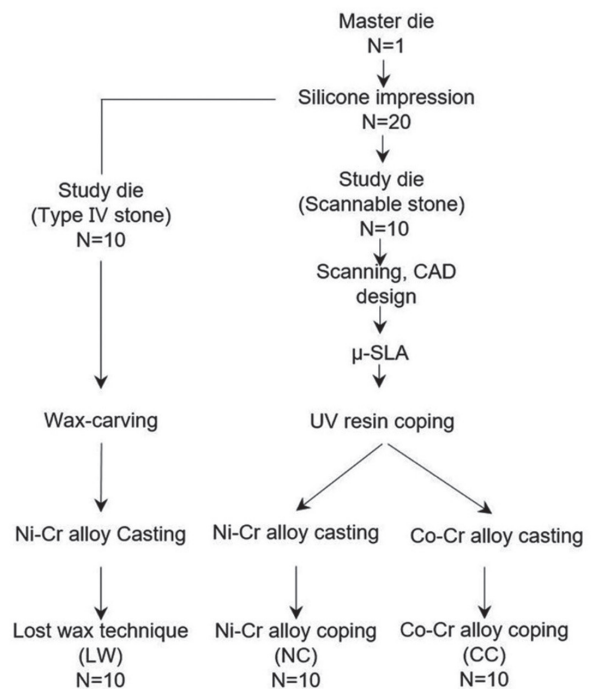 Master die
N=1
Silicone impression
N=20
Study die
(Type IV stone)
N=10
Study die
(Scannable stone)
N=10
Scanning, CAD
design
μ-SLA
Wax-carving
UV resin coping
Ni-Cr alloy Casting
Ni-Cr alloy casting
Co-Cr alloy casting
Lost wax technique
(LW)
N=10
Ni-Cr alloy coping
(NC)
N=10
Co-Cr alloy coping
(CC)
N=10